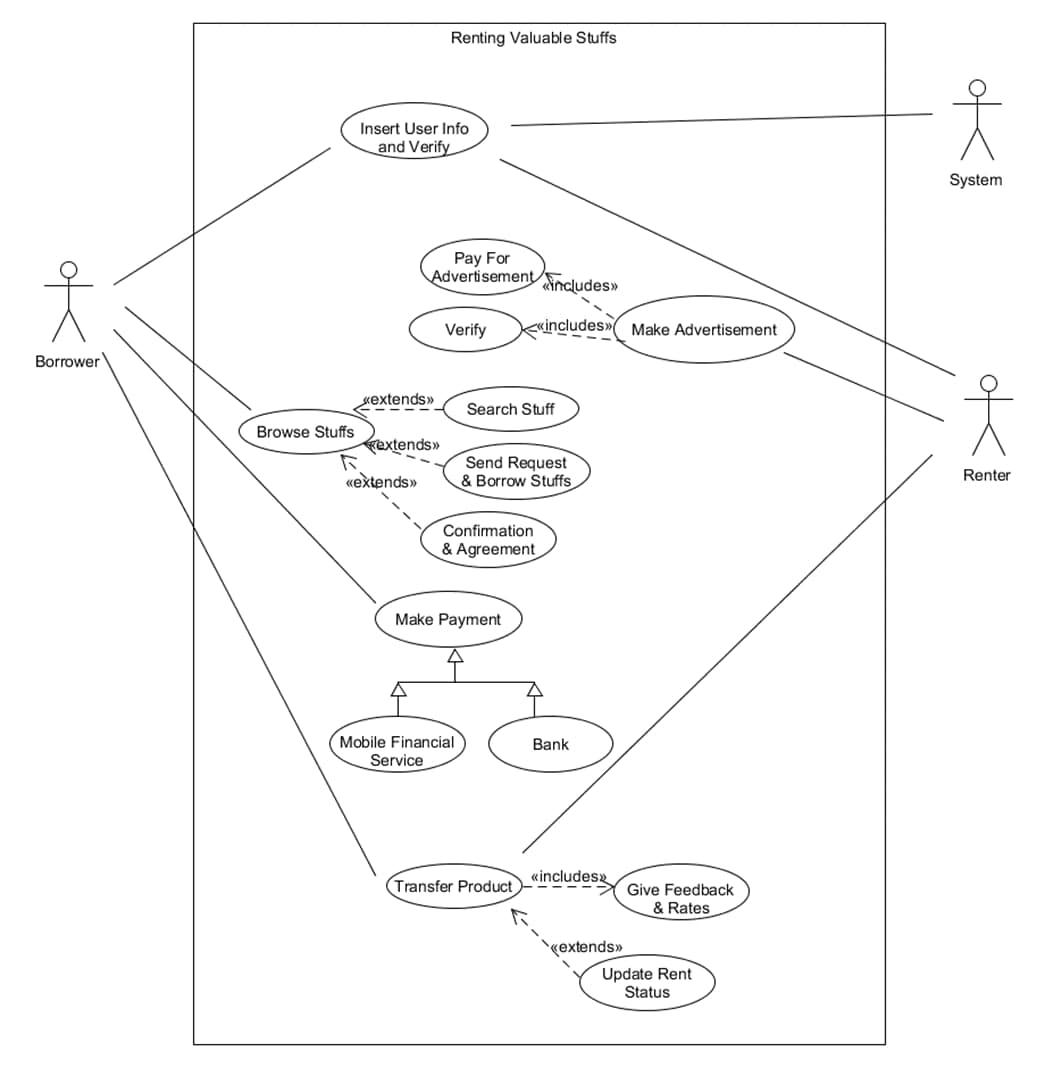 Renting Valuable Stuffs
Insert User Info
and Verify
System
Pay For
Advertisement
«includes»
Verify
«includes»
Make Advertisement
Borrower
«extends»
Search Stuff
Browse Stuffs
«extends»
Send Request
& Borrow Stuffs
«extends»
Renter
Confirmation
& Agreement
Make Payment
Mobile Financial
Service
Bank
Transfer Product
«includes»
Give Feedback
& Rates
«extends»
Update Rent
Status